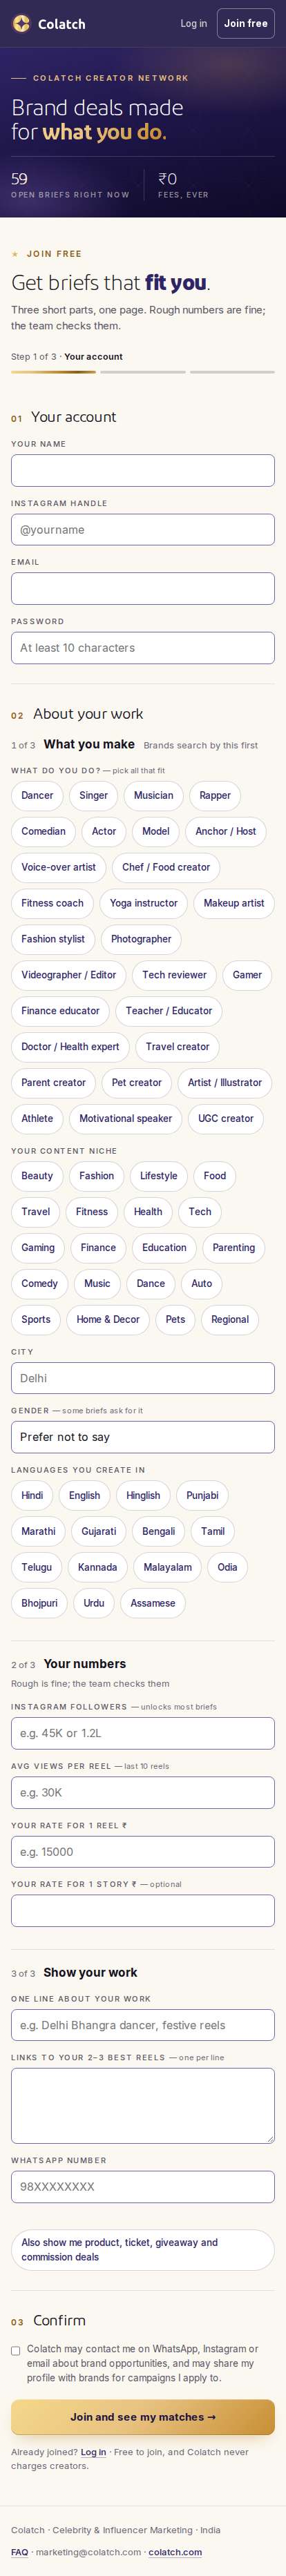 Colatch
Log in
Join free
COLATCH CREATOR NETWORK
Brand deals made
for what you do.
59
OPEN BRIEFS RIGHT NOW
₹0
FEES, EVER
★ JOIN FREE
Get briefs that fit you.
Three short parts, one page. Rough numbers are fine;
the team checks them.
Step 1 of 3 · Your account
01 Your account
YOUR NAME
INSTAGRAM HANDLE
@yourname
EMAIL
PASSWORD
At least 10 characters
02 About your work
1 of 3 What you make Brands search by this first
WHAT DO YOU DO? — pick all that fit
Dancer Singer Musician Rapper
Comedian Actor Model Anchor / Host
Voice-over artist Chef / Food creator
Fitness coach Yoga instructor Makeup artist
Fashion stylist Photographer
Videographer / Editor Tech reviewer Gamer
Finance educator Teacher / Educator
Doctor / Health expert Travel creator
Parent creator Pet creator Artist / Illustrator
Athlete Motivational speaker UGC creator
YOUR CONTENT NICHE
Beauty Fashion Lifestyle Food
Travel Fitness Health Tech
Gaming Finance Education Parenting
Comedy Music Dance Auto
Sports Home & Decor Pets Regional
CITY
Delhi
GENDER — some briefs ask for it
Prefer not to say
LANGUAGES YOU CREATE IN
Hindi English Hinglish Punjabi
Marathi Gujarati Bengali Tamil
Telugu Kannada Malayalam Odia
Bhojpuri Urdu Assamese
2 of 3 Your numbers
Rough is fine; the team checks them
INSTAGRAM FOLLOWERS — unlocks most briefs
e.g. 45K or 1.2L
AVG VIEWS PER REEL — last 10 reels
e.g. 30K
YOUR RATE FOR 1 REEL ₹
e.g. 15000
YOUR RATE FOR 1 STORY ₹ — optional
3 of 3 Show your work
ONE LINE ABOUT YOUR WORK
e.g. Delhi Bhangra dancer, festive reels
LINKS TO YOUR 2–3 BEST REELS — one per line
WHATSAPP NUMBER
98XXXXXXXX
Also show me product, ticket, giveaway and
commission deals
03 Confirm
Colatch may contact me on WhatsApp, Instagram or
email about brand opportunities, and may share my
profile with brands for campaigns I apply to.
Join and see my matches →
Already joined? Log in · Free to join, and Colatch never
charges creators.
Colatch · Celebrity & Influencer Marketing · India
FAQ · marketing@colatch.com · colatch.com